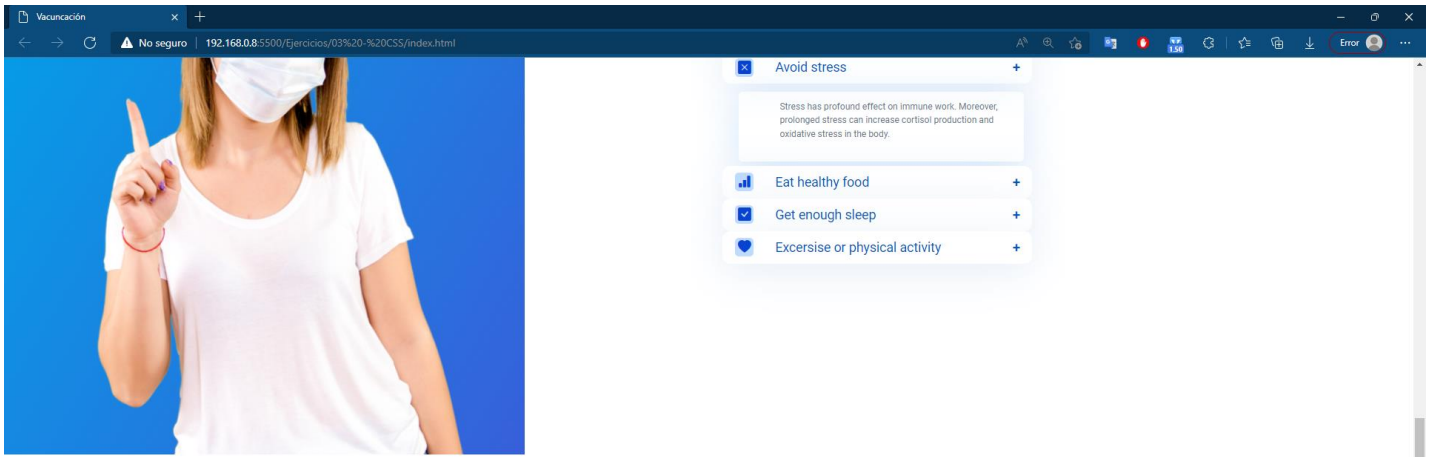 Vacuncación
No seguro 192.168.0.8:5500/Ejercicios/03%20-%20CSS/index.html
1.50
Error
Avoid stress +
Stress has profound effect on immune work. Moreover,
prolonged stress can increase cortisol production and
oxidative stress in the body.
Eat healthy food +
Get enough sleep +
Excersise or physical activity +